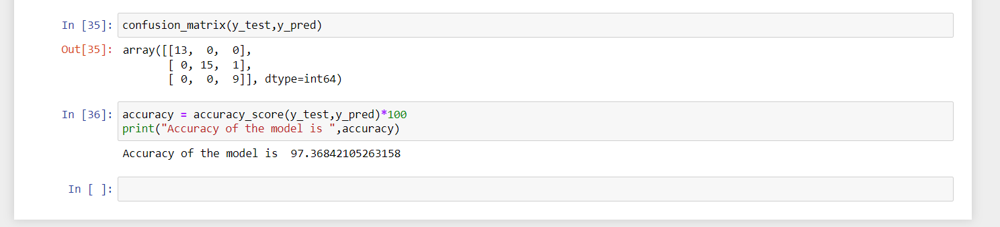 In [35]: confusion_matrix(y_test,y_pred)
Out[35]: array([[13,  0,  0],
       [ 0, 15,  1],
       [ 0,  0,  9]], dtype=int64)
In [36]: accuracy = accuracy_score(y_test,y_pred)*100
print("Accuracy of the model is ",accuracy)
Accuracy of the model is  97.36842105263158
In [ ]: